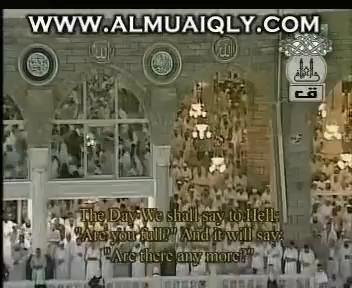 WWW.ALMUAIQLY.COM
ق
The Day We shall say to Hell:
"Are you full?" And it will say:
"Are there any more?"